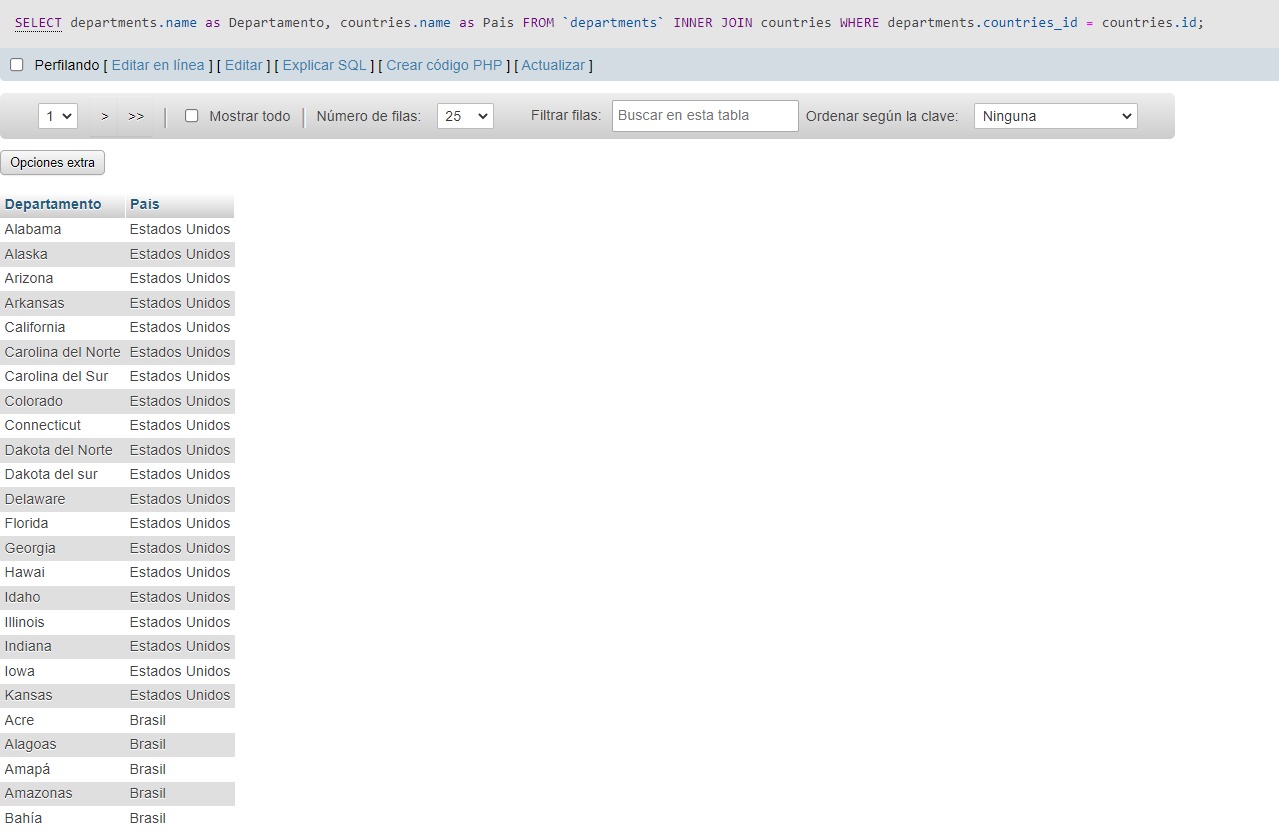 SELECT departments.name as Departamento, countries.name as Pais FROM `departments` INNER JOIN countries WHERE departments.countries_id = countries.id;
Perfilando [ Editar en línea ] [ Editar ] [ Explicar SQL ] [ Crear código PHP ] [ Actualizar ]
1 > >> | Mostrar todo | Número de filas: 25 Filtrar filas: Buscar en esta tabla Ordenar según la clave: Ninguna
Opciones extra
Departamento Pais
Alabama Estados Unidos
Alaska Estados Unidos
Arizona Estados Unidos
Arkansas Estados Unidos
California Estados Unidos
Carolina del Norte Estados Unidos
Carolina del Sur Estados Unidos
Colorado Estados Unidos
Connecticut Estados Unidos
Dakota del Norte Estados Unidos
Dakota del sur Estados Unidos
Delaware Estados Unidos
Florida Estados Unidos
Georgia Estados Unidos
Hawai Estados Unidos
Idaho Estados Unidos
Illinois Estados Unidos
Indiana Estados Unidos
Iowa Estados Unidos
Kansas Estados Unidos
Acre Brasil
Alagoas Brasil
Amapá Brasil
Amazonas Brasil
Bahía Brasil